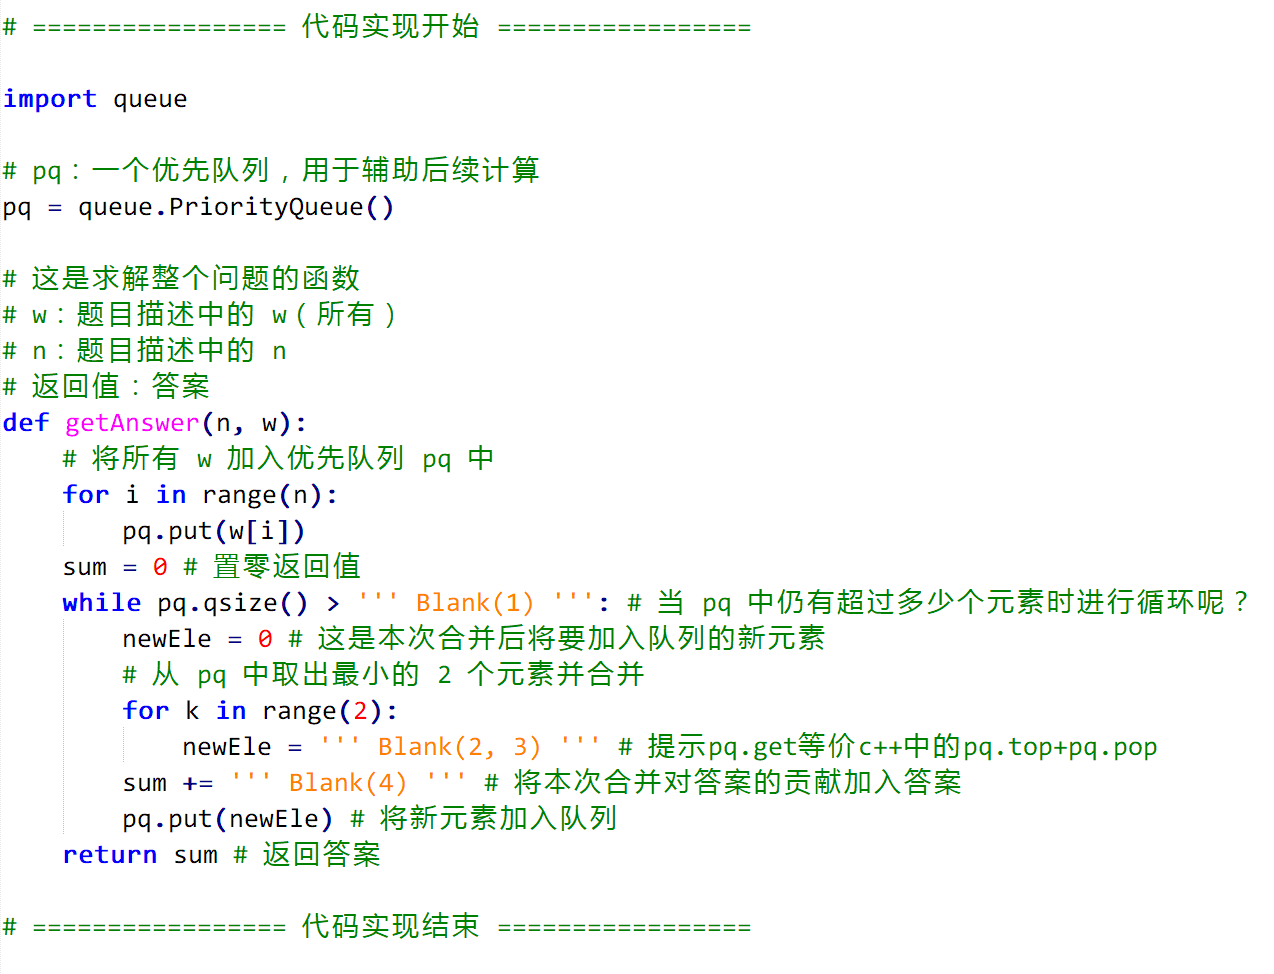 # ================= 代码实现开始 =================
import queue
# pq：一个优先队列，用于辅助后续计算
pq = queue.PriorityQueue()
# 这是求解整个问题的函数
# w：题目描述中的 w（所有）
# n：题目描述中的 n
# 返回值：答案
def getAnswer(n, w):
    # 将所有 w 加入优先队列 pq 中
    for i in range(n):
        pq.put(w[i])
    sum = 0 # 置零返回值
    while pq.qsize() > ''' Blank(1) ''': # 当 pq 中仍有超过多少个元素时进行循环呢？
        newEle = 0 # 这是本次合并后将要加入队列的新元素
        # 从 pq 中取出最小的 2 个元素并合并
        for k in range(2):
            newEle = ''' Blank(2, 3) ''' # 提示pq.get等价c++中的pq.top+pq.pop
        sum += ''' Blank(4) ''' # 将本次合并对答案的贡献加入答案
        pq.put(newEle) # 将新元素加入队列
    return sum # 返回答案
# ================= 代码实现结束 =================